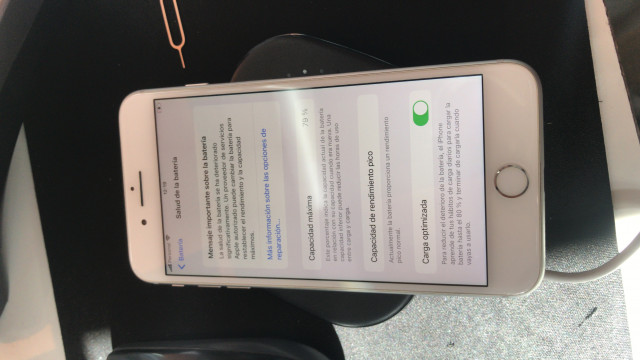 16:16
Batería
Salud de la batería
Mensaje importante sobre la batería
La salud de la batería se ha deteriorado
significativamente. Un proveedor de servicios
Apple autorizado puede cambiar la batería para
restablecer el rendimiento y la capacidad
máximos.
Más información sobre las opciones de
reparación...
Capacidad máxima
79 %
Este porcentaje indica la capacidad actual de la batería
en relación con su capacidad cuando era nueva. Una
capacidad inferior puede reducir las horas de uso
entre carga y carga.
Capacidad de rendimiento pico
Actualmente la batería proporciona un rendimiento
pico normal.
Carga optimizada
Para reducir el deterioro de la batería, el iPhone
aprende de tus hábitos de carga diarios para cargar la
batería hasta el 80 % y terminar de cargarla cuando
vayas a usarlo.